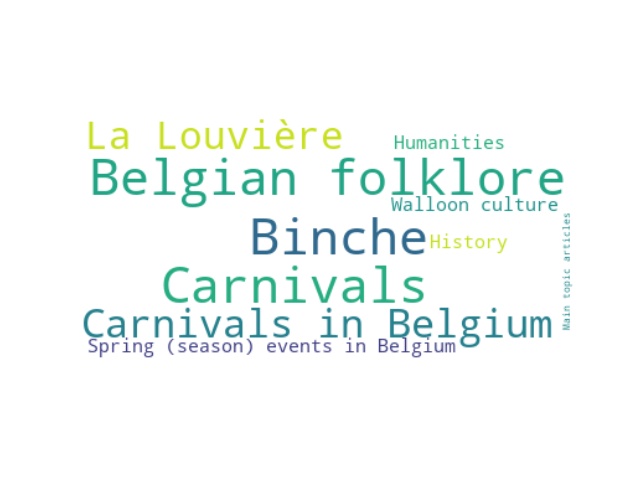 La Louvière
Humanities
Belgian folklore
Walloon culture
Binche
History
Main topic articles
Carnivals
Carnivals in Belgium
Spring (season) events in Belgium